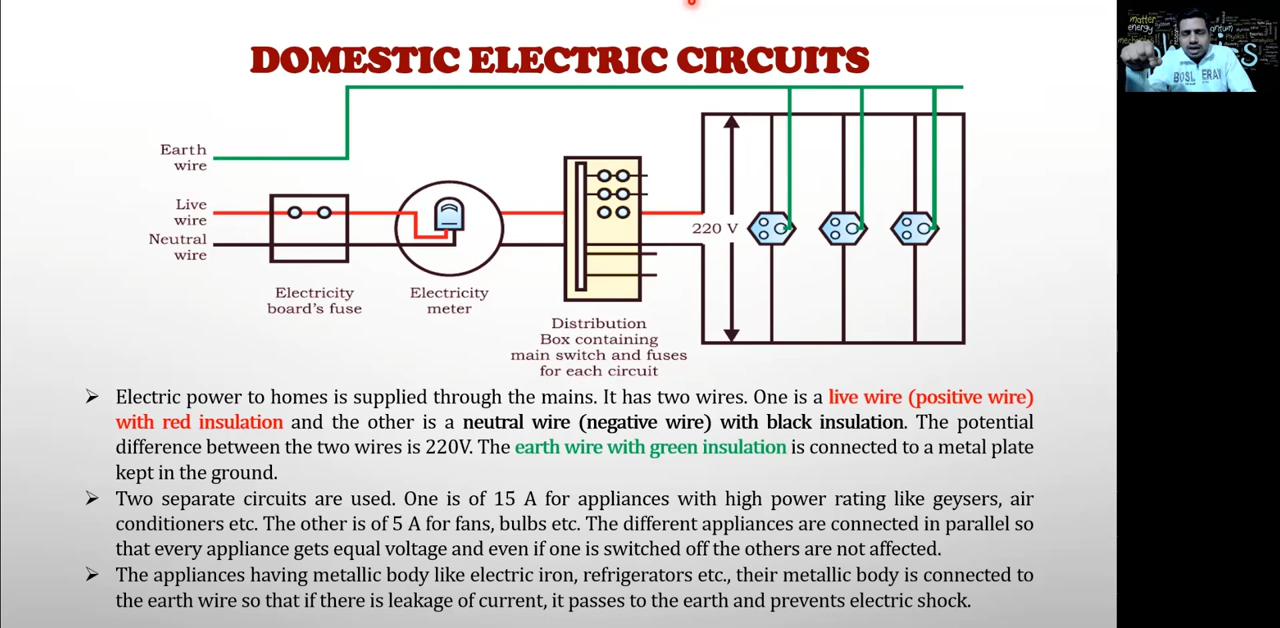 DOMESTIC ELECTRIC CIRCUITS
Earth
wire
Live
wire
Neutral
wire
220 V
Electricity
board's fuse
Electricity
meter
Distribution
Box containing
main switch and fuses
for each circuit
➢ Electric power to homes is supplied through the mains. It has two wires. One is a live wire (positive wire)
with red insulation and the other is a neutral wire (negative wire) with black insulation. The potential
difference between the two wires is 220V. The earth wire with green insulation is connected to a metal plate
kept in the ground.
➢ Two separate circuits are used. One is of 15 A for appliances with high power rating like geysers, air
conditioners etc. The other is of 5 A for fans, bulbs etc. The different appliances are connected in parallel so
that every appliance gets equal voltage and even if one is switched off the others are not affected.
➢ The appliances having metallic body like electric iron, refrigerators etc., their metallic body is connected to
the earth wire so that if there is leakage of current, it passes to the earth and prevents electric shock.
matter
energy